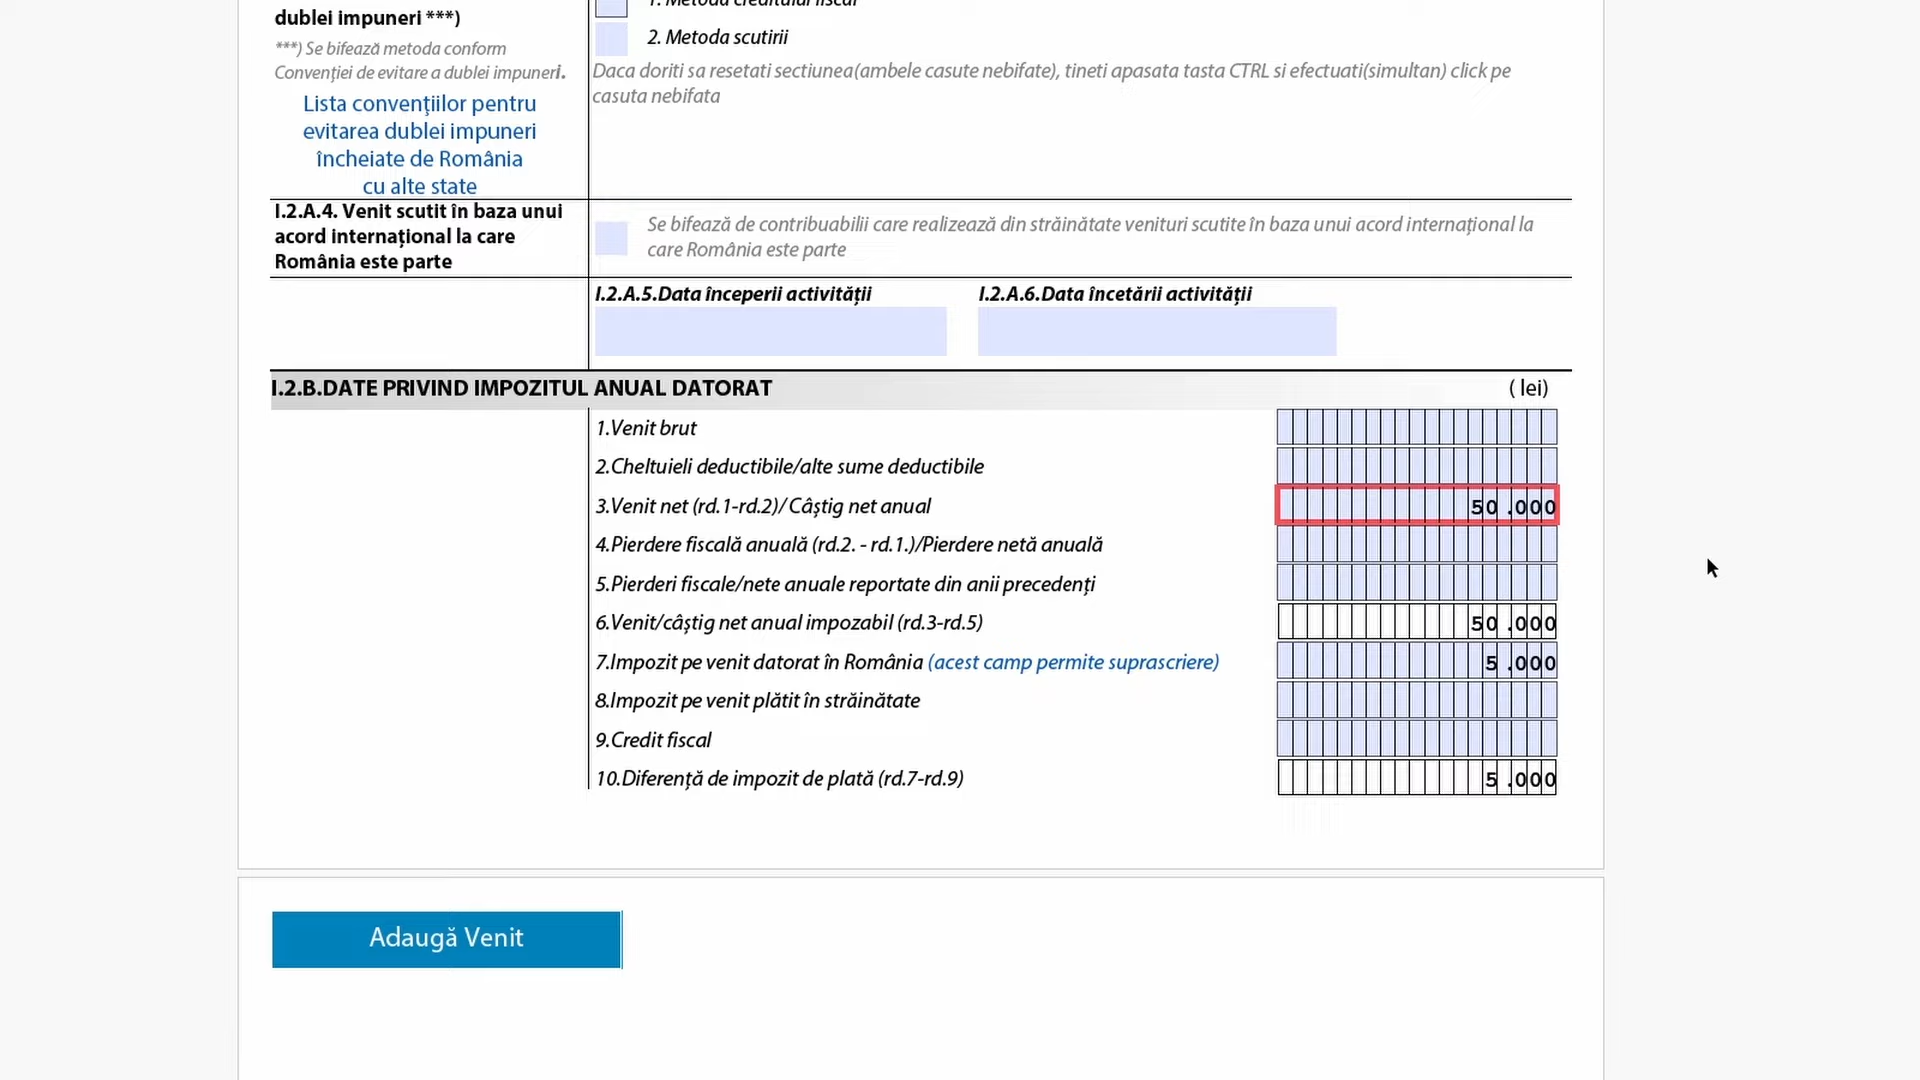 dublei impuneri ***)
1. Metoda creditului fiscal
***) Se bifează metoda conform
Convenției de evitare a dublei impuneri.
2. Metoda scutirii
Daca doriti sa resetati sectiunea(ambele casute nebifate), tineti apasata tasta CTRL si efectuati(simultan) click pe
casuta nebifata
Lista convenţiilor pentru
evitarea dublei impuneri
încheiate de România
cu alte state
I.2.A.4. Venit scutit în baza unui
acord internațional la care
România este parte
Se bifează de contribuabilii care realizează din străinătate venituri scutite în baza unui acord internațional la
care România este parte
I.2.A.5.Data începerii activității
I.2.A.6.Data încetării activității
I.2.B.DATE PRIVIND IMPOZITUL ANUAL DATORAT ( lei)
1.Venit brut
2.Cheltuieli deductibile/alte sume deductibile
3.Venit net (rd.1-rd.2)/ Câștig net anual 50.000
4.Pierdere fiscală anuală (rd.2. - rd.1.)/Pierdere netă anuală
5.Pierderi fiscale/nete anuale reportate din anii precedenți
6.Venit/câștig net anual impozabil (rd.3-rd.5) 50.000
7.Impozit pe venit datorat în România (acest camp permite suprascriere) 5.000
8.Impozit pe venit plătit în străinătate
9.Credit fiscal
10.Diferență de impozit de plată (rd.7-rd.9) 5.000
Adaugă Venit